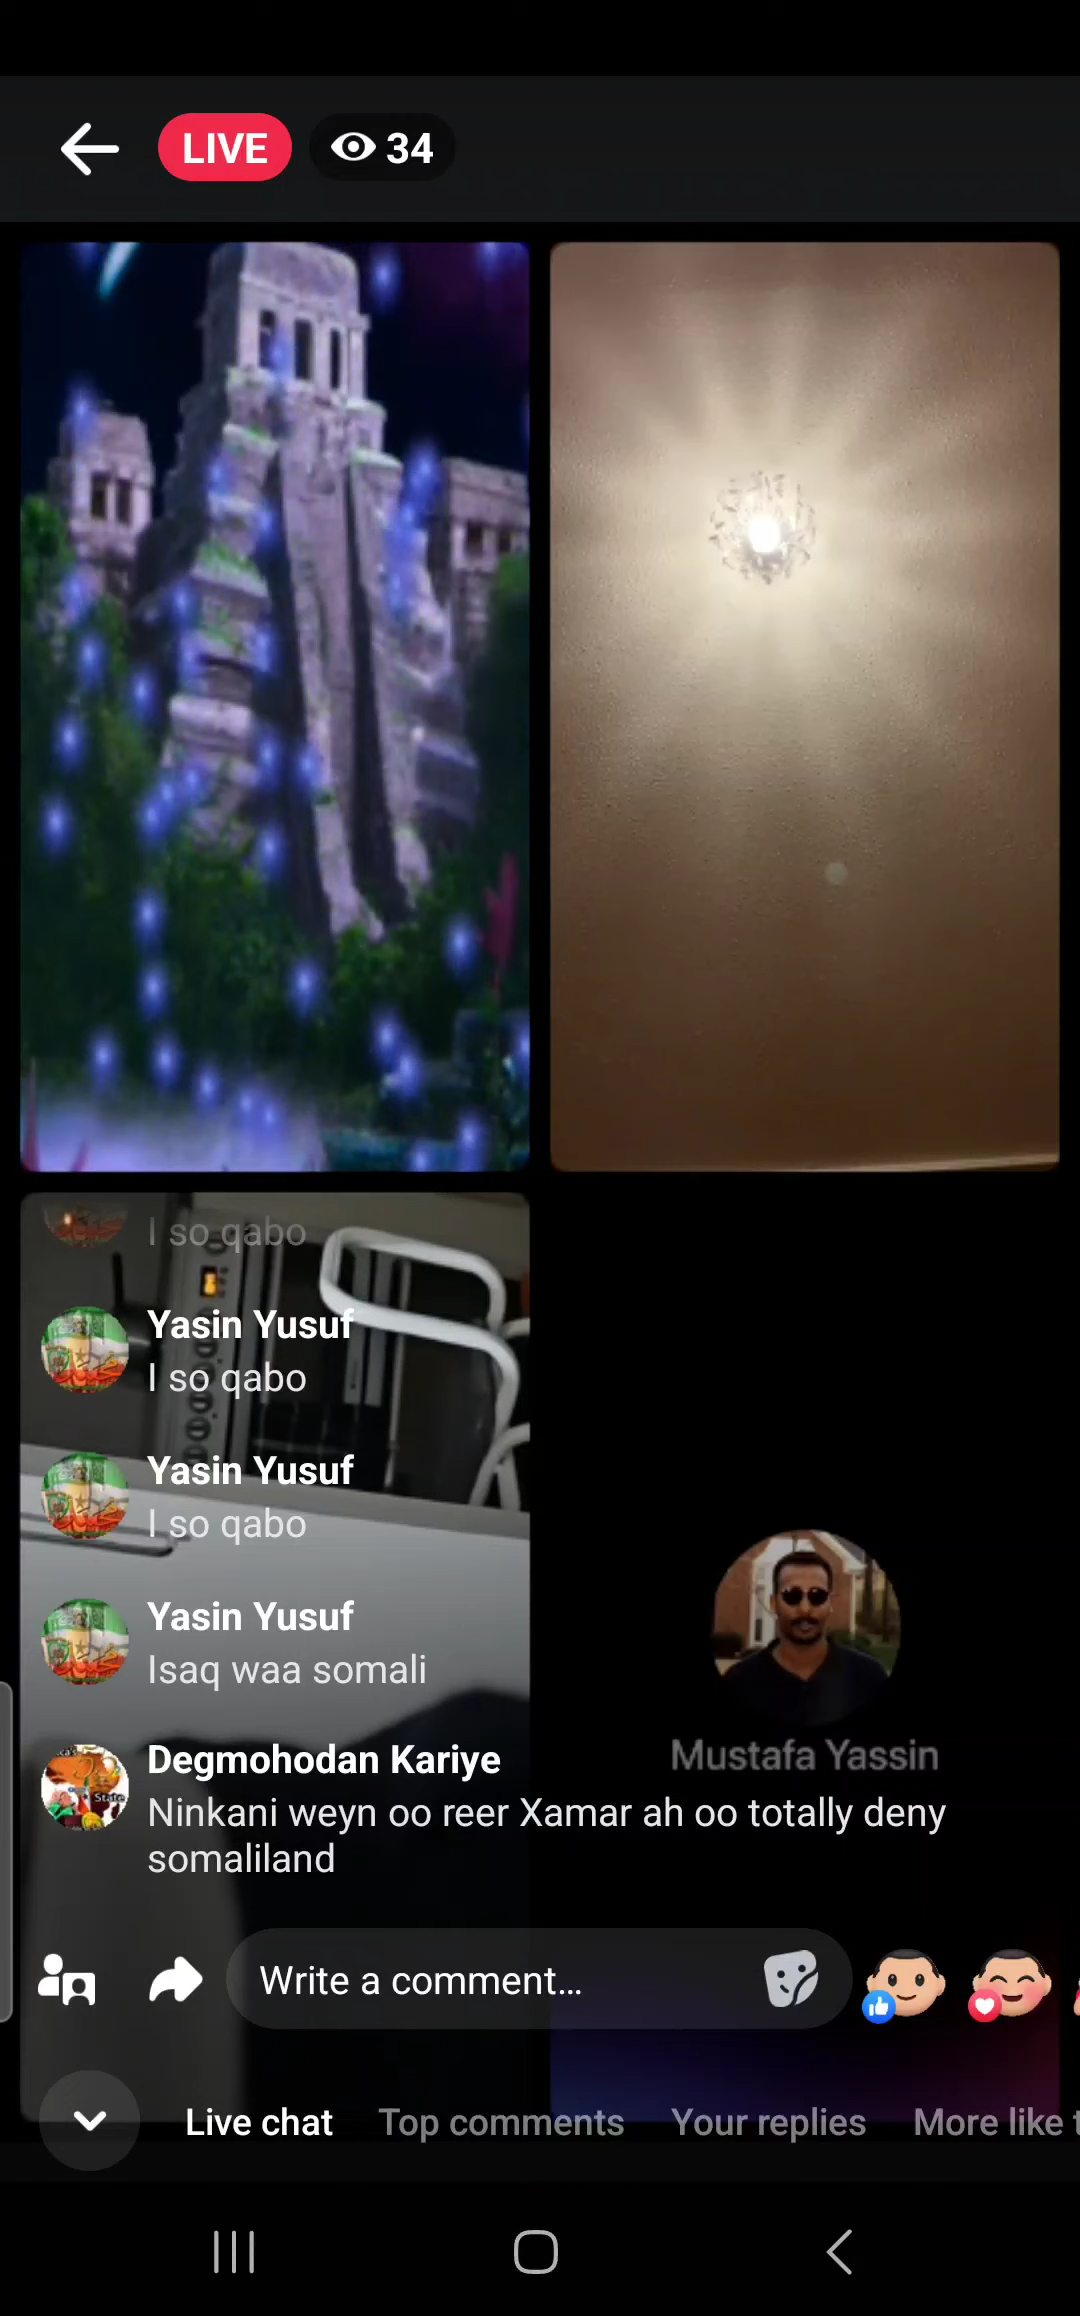 LIVE
34
I so qabo
Yasin Yusuf
I so qabo
Yasin Yusuf
I so qabo
Yasin Yusuf
Isaq waa somali
Degmohodan Kariye
Ninkani weyn oo reer Xamar ah oo totally deny
somaliland
Mustafa Yassin
Write a comment...
Live chat
Top comments
Your replies
More like t